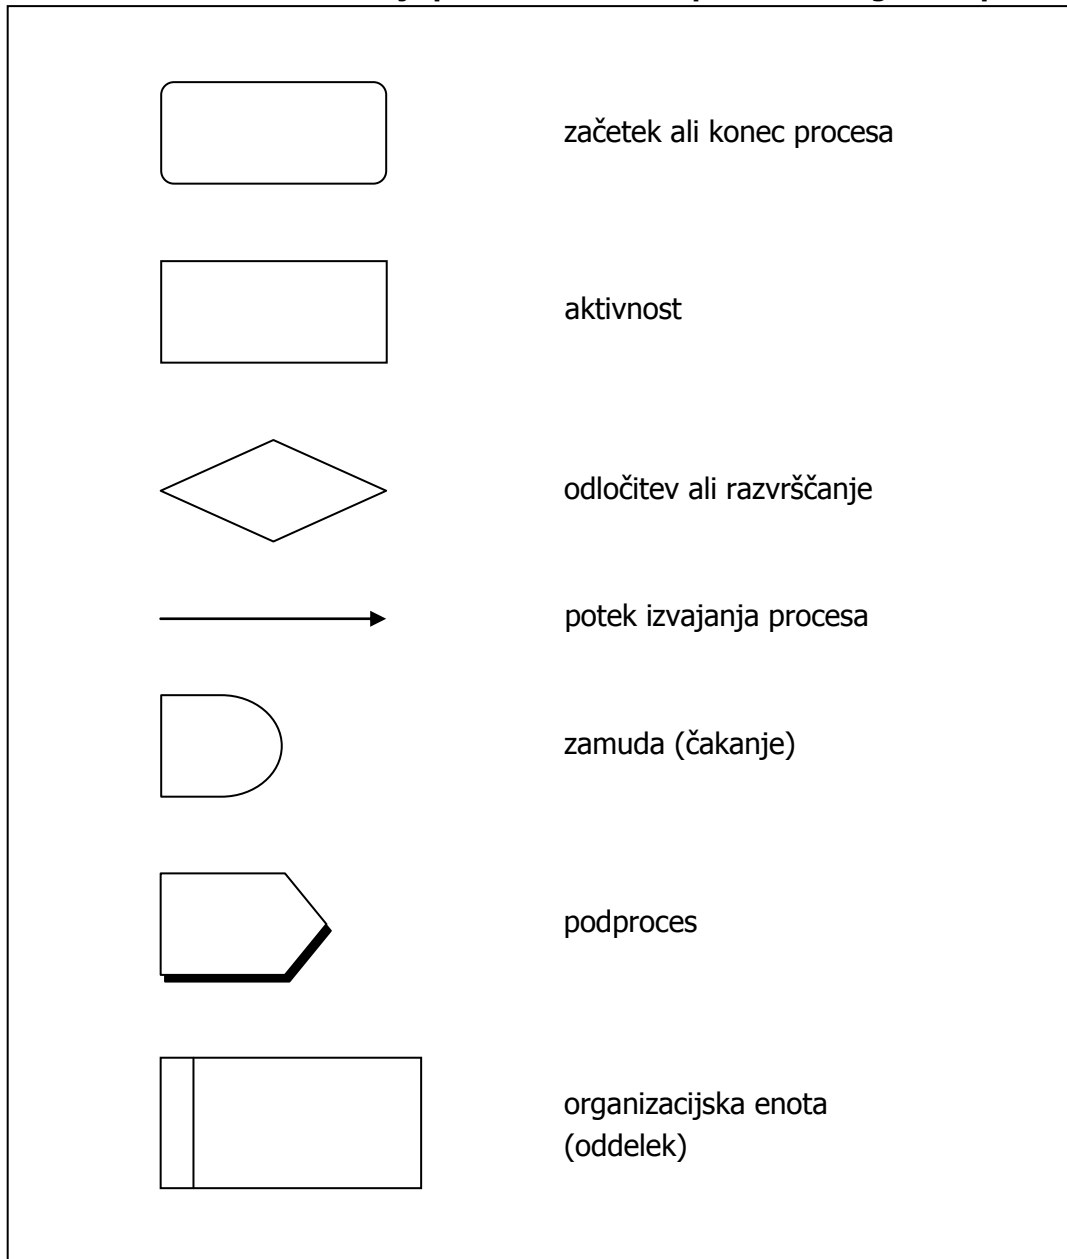 začetek ali konec procesa
aktivnost
odločitev ali razvrščanje
potek izvajanja procesa
zamuda (čakanje)
podproces
organizacijska enota
(oddelek)